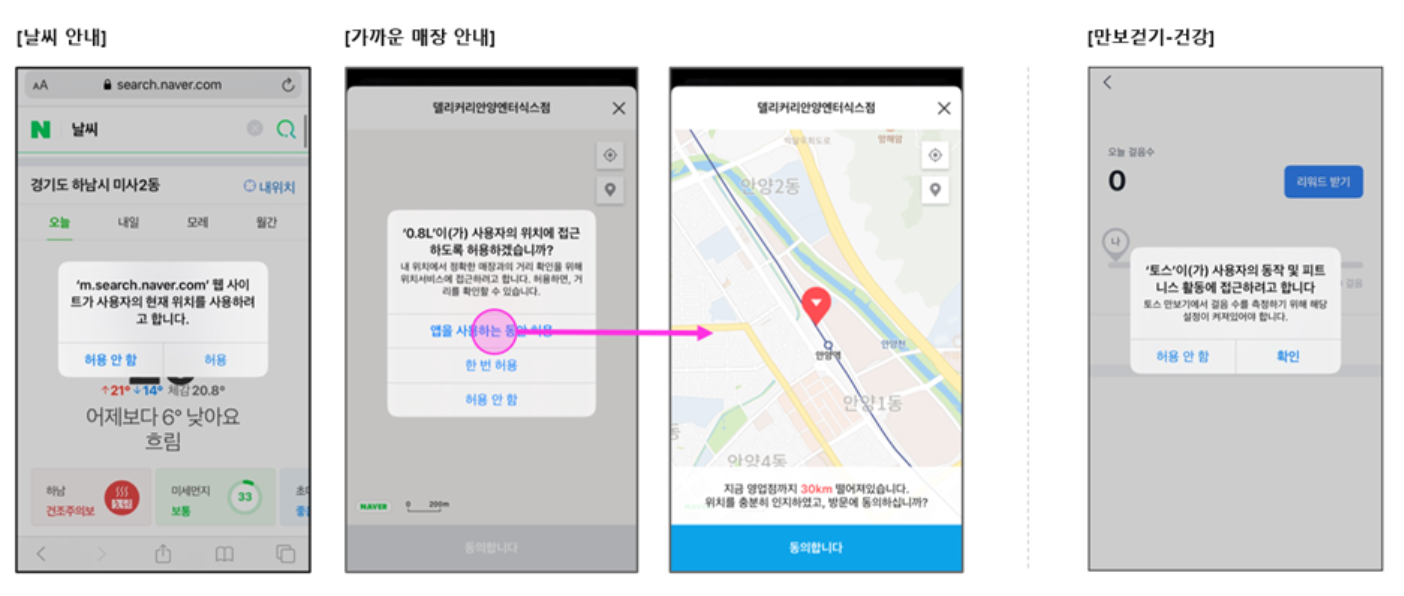 [날씨 안내]
[가까운 매장 안내]
[만보걷기-건강]
AA
search.naver.com
N 날씨
경기도 하남시 미사2동
내위치
오늘 내일 모레 월간
'm.search.naver.com' 웹 사이
트가 사용자의 현재 위치를 사용하려
고 합니다.
허용 안 함 허용
↑21° ↓14° 체감 20.8°
어제보다 6° 낮아요
흐림
하남
건조주의보
미세먼지
보통
33
델리커리안양엔터식스점
'0.8L'이(가) 사용자의 위치에 접근
하도록 허용하겠습니까?
내 위치에서 정확한 매장과의 거리 확인을 위해
위치서비스에 접근하려고 합니다. 허용하면, 거
리를 확인할 수 있습니다.
앱을 사용하는 동안 허용
한 번 허용
허용 안 함
NAVER 0 200m
동의합니다
델리커리안양엔터식스점
안양2동
안양역
안양천
안양1동
안양4동
지금 영업점까지 30km 떨어져있습니다.
위치를 충분히 인지하였고, 방문에 동의하십니까?
동의합니다
오늘 걸음수
0
리워드 받기
나
'토스'이(가) 사용자의 동작 및 피트
니스 활동에 접근하려고 합니다
토스 만보기에서 걸음 수를 측정하기 위해 해당
설정이 켜져있어야 합니다.
허용 안 함 확인
걸음